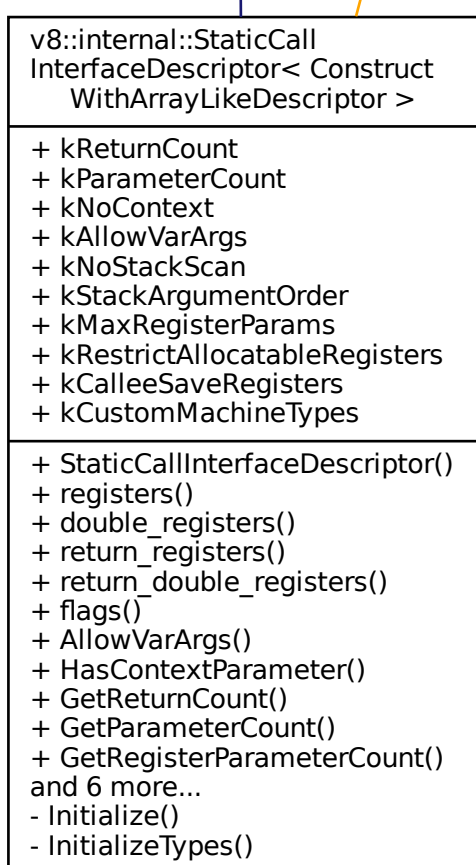 v8::internal::StaticCall
InterfaceDescriptor< Construct
WithArrayLikeDescriptor >
+ kReturnCount
+ kParameterCount
+ kNoContext
+ kAllowVarArgs
+ kNoStackScan
+ kStackArgumentOrder
+ kMaxRegisterParams
+ kRestrictAllocatableRegisters
+ kCalleeSaveRegisters
+ kCustomMachineTypes
+ StaticCallInterfaceDescriptor()
+ registers()
+ double_registers()
+ return_registers()
+ return_double_registers()
+ flags()
+ AllowVarArgs()
+ HasContextParameter()
+ GetReturnCount()
+ GetParameterCount()
+ GetRegisterParameterCount()
and 6 more...
- Initialize()
- InitializeTypes()